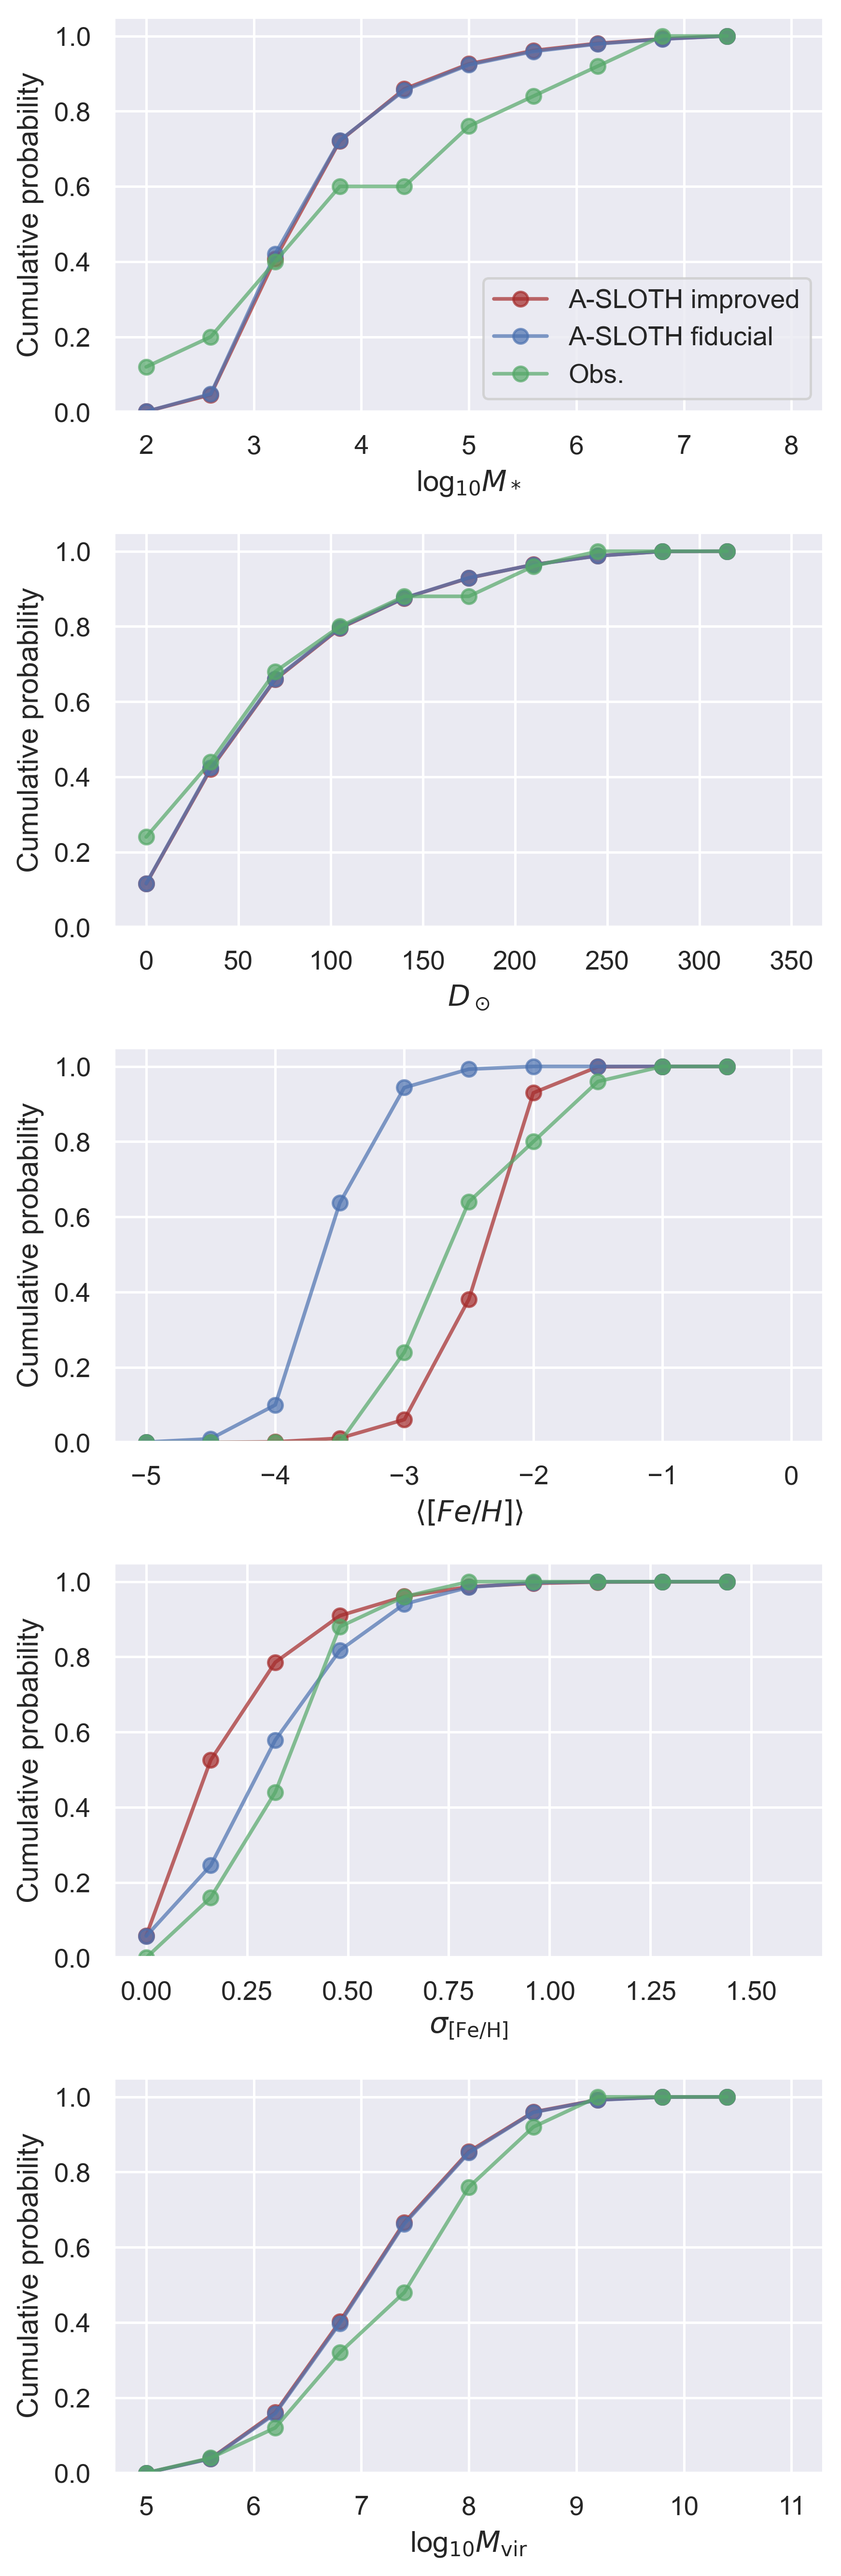 Cumulative probability
1.0
0.8
0.6
0.4
0.2
0.0
A-SLOTH improved
A-SLOTH fiducial
Obs.
2 3 4 5 6 7 8
log₁₀M*
Cumulative probability
1.0
0.8
0.6
0.4
0.2
0.0
0 50 100 150 200 250 300 350
D⊙
Cumulative probability
1.0
0.8
0.6
0.4
0.2
0.0
−5 −4 −3 −2 −1 0
⟨[Fe/H]⟩
Cumulative probability
1.0
0.8
0.6
0.4
0.2
0.0
0.00 0.25 0.50 0.75 1.00 1.25 1.50
σ[Fe/H]
Cumulative probability
1.0
0.8
0.6
0.4
0.2
0.0
5 6 7 8 9 10 11
log₁₀Mvir